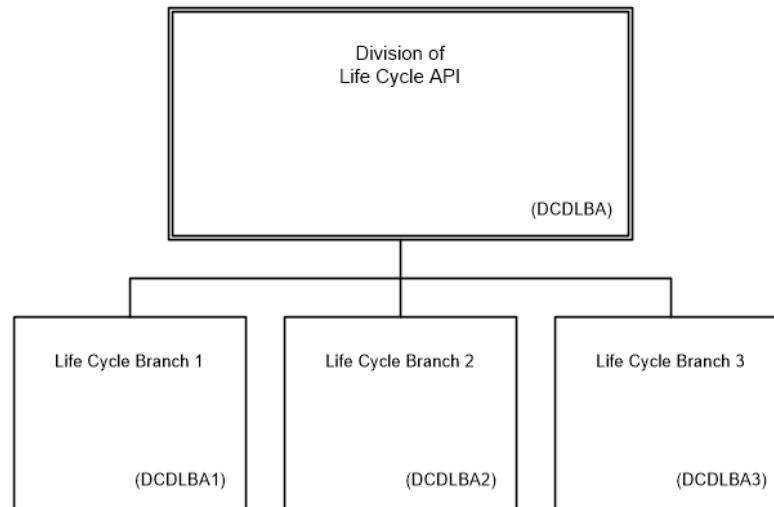 Division of
Life Cycle API
(DCDLBA)
Life Cycle Branch 1
Life Cycle Branch 2
Life Cycle Branch 3
(DCDLBA1)
(DCDLBA2)
(DCDLBA3)